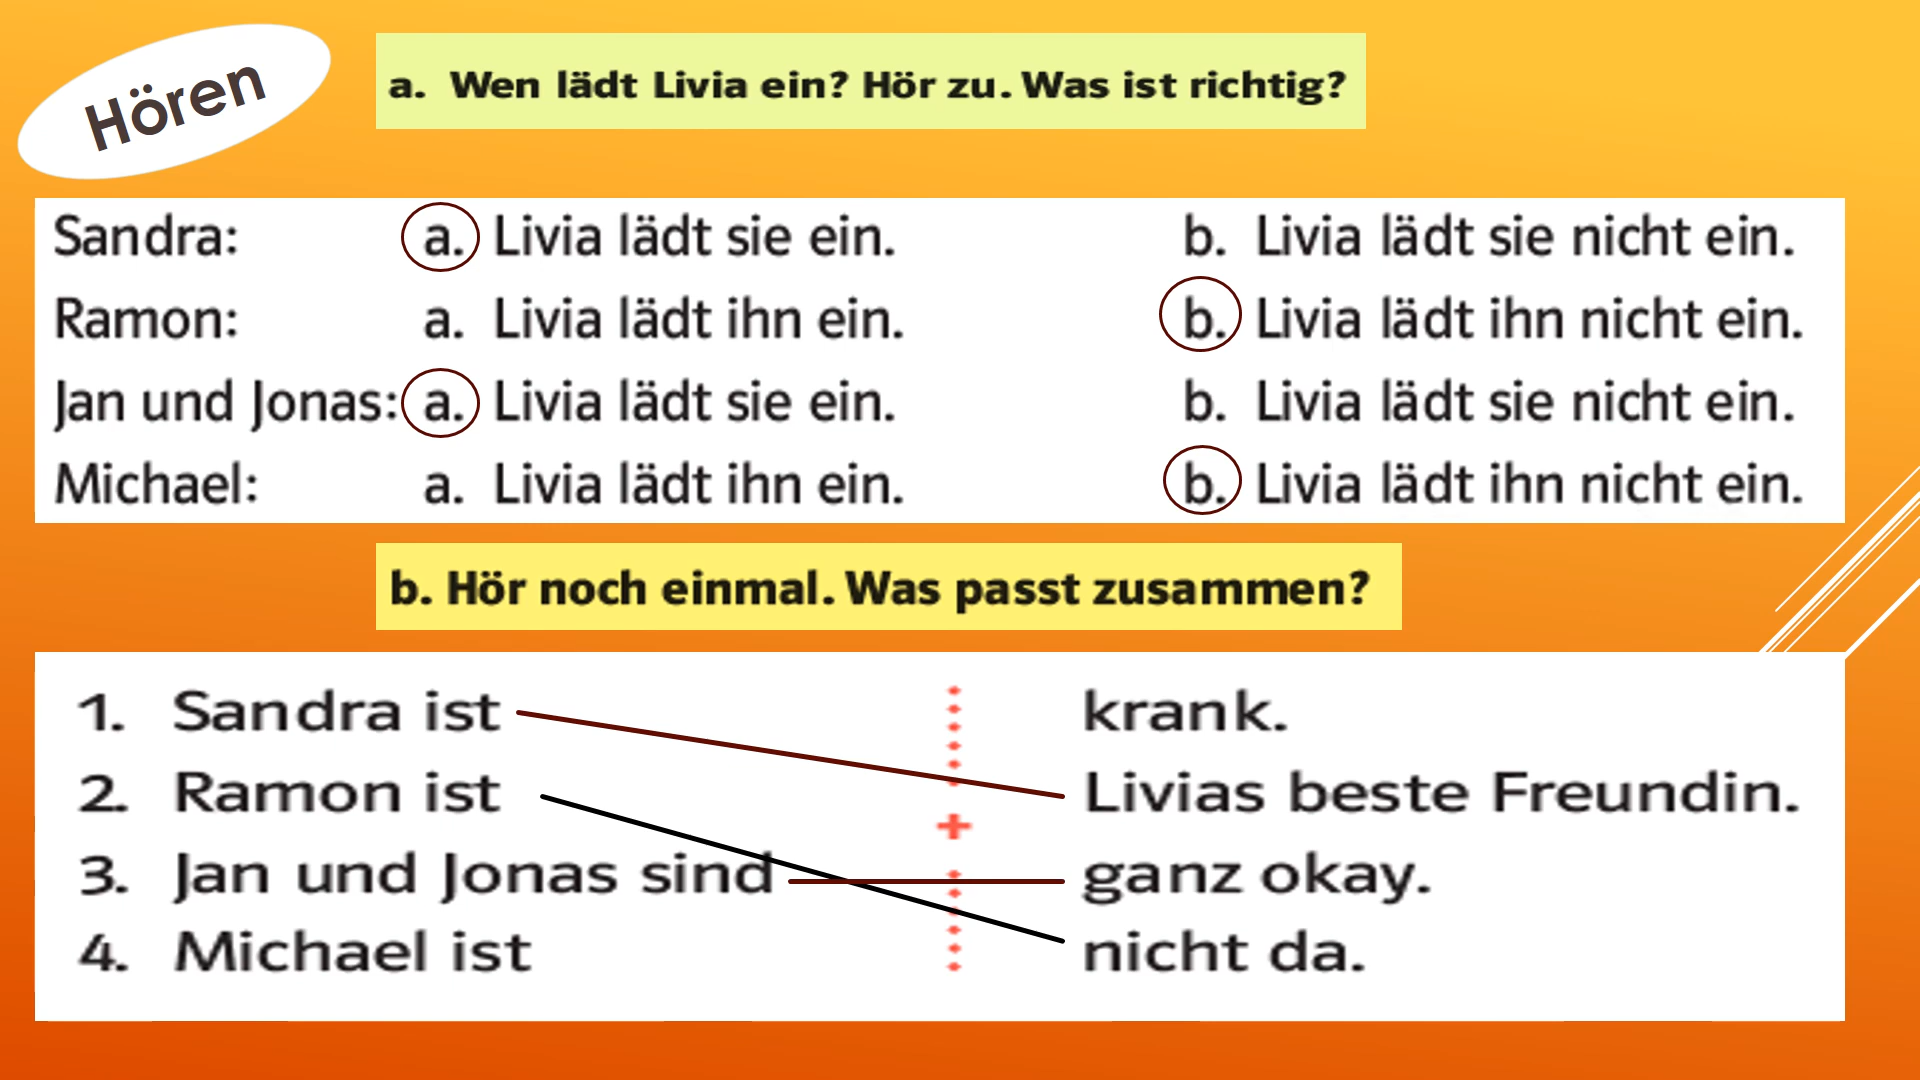 Hören
a. Wen lädt Livia ein? Hör zu. Was ist richtig?
Sandra: a. Livia lädt sie ein. b. Livia lädt sie nicht ein.
Ramon: a. Livia lädt ihn ein. b. Livia lädt ihn nicht ein.
Jan und Jonas: a. Livia lädt sie ein. b. Livia lädt sie nicht ein.
Michael: a. Livia lädt ihn ein. b. Livia lädt ihn nicht ein.
b. Hör noch einmal. Was passt zusammen?
1. Sandra ist krank.
2. Ramon ist Livias beste Freundin.
3. Jan und Jonas sind ganz okay.
4. Michael ist nicht da.